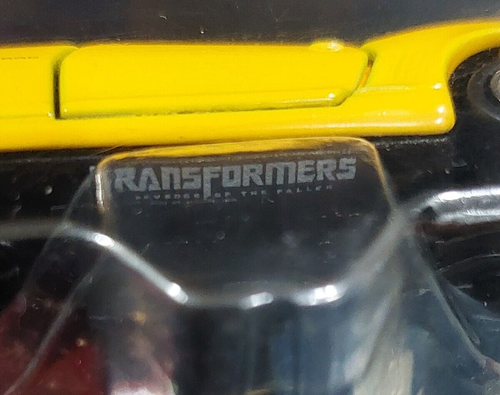 TRANSFORMERS
REVENGE OF THE FALLEN